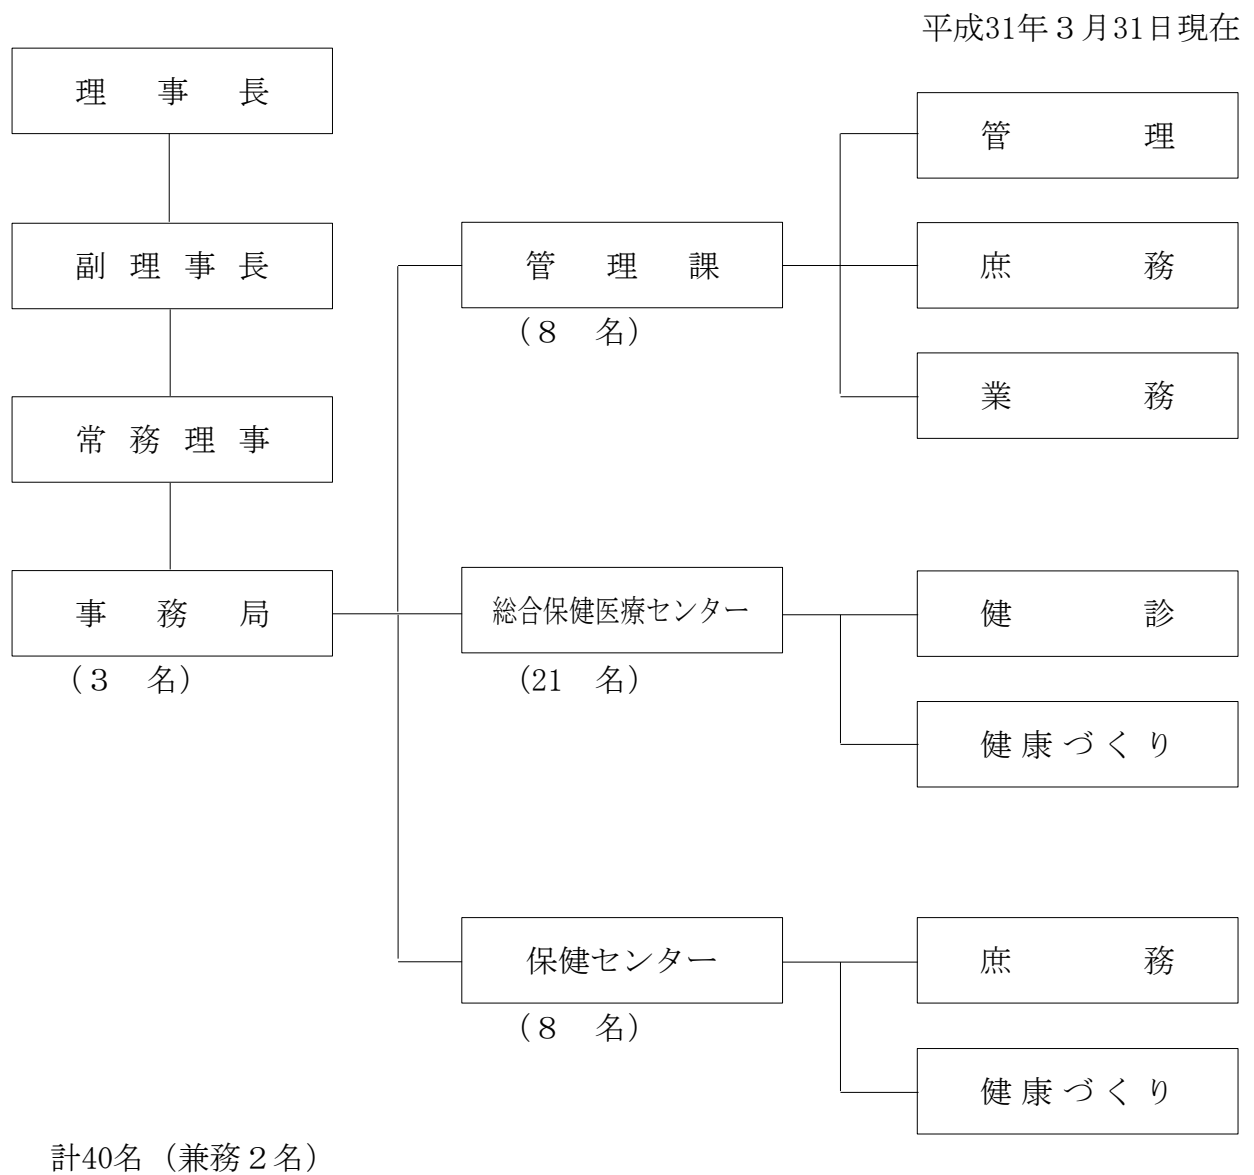 平成31年３月31日現在
理事長
副理事長
常務理事
事務局
（３　名）
管理課
（８　名）
管理
庶務
業務
総合保健医療センター
（21　名）
健診
健康づくり
保健センター
（８　名）
庶務
健康づくり
計40名（兼務２名）